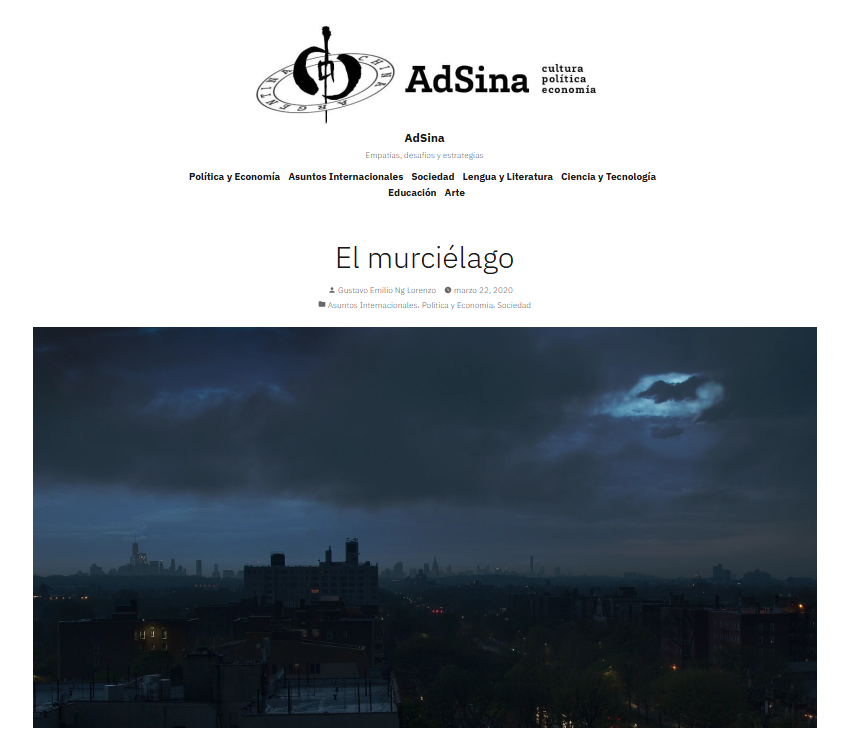 ARGENTINA CHINA
AdSina
cultura
política
economía
AdSina
Empatías, desafíos y estrategias
Política y Economía Asuntos Internacionales Sociedad Lengua y Literatura Ciencia y Tecnología
Educación Arte
El murciélago
Gustavo Emilio Ng Lorenzo marzo 22, 2020
Asuntos Internacionales, Política y Economía, Sociedad